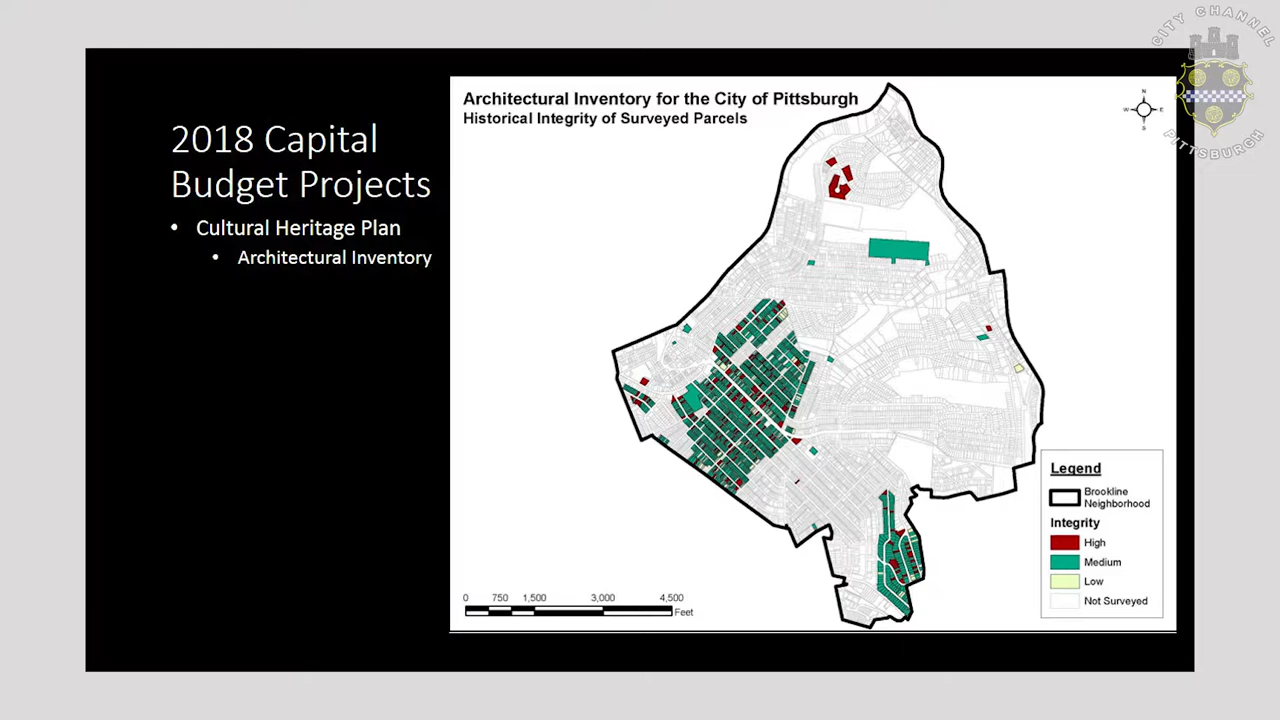 CITY CHANNEL
PITTSBURGH
2018 Capital
Budget Projects
• Cultural Heritage Plan
• Architectural Inventory
Architectural Inventory for the City of Pittsburgh
Historical Integrity of Surveyed Parcels
N
W E
S
Legend
Brookline
Neighborhood
Integrity
High
Medium
Low
Not Surveyed
0 750 1,500 3,000 4,500
Feet